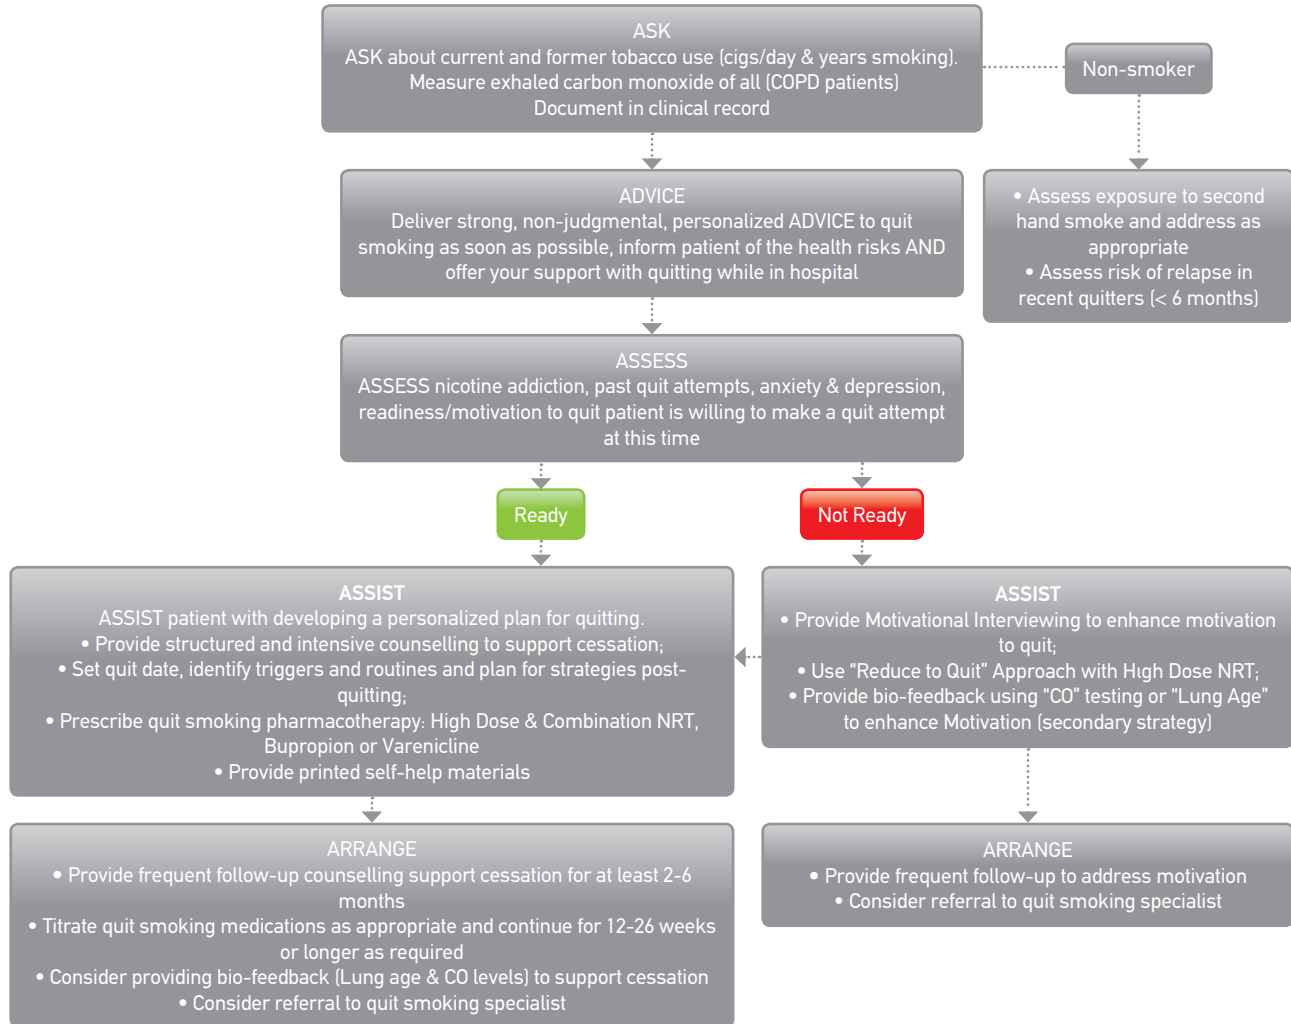 ASK
ASK about current and former tobacco use (cigs/day & years smoking).
Measure exhaled carbon monoxide of all (COPD patients)
Document in clinical record
Non-smoker
• Assess exposure to second
hand smoke and address as
appropriate
• Assess risk of relapse in
recent quitters (< 6 months)
ADVICE
Deliver strong, non-judgmental, personalized ADVICE to quit
smoking as soon as possible, inform patient of the health risks AND
offer your support with quitting while in hospital
ASSESS
ASSESS nicotine addiction, past quit attempts, anxiety & depression,
readiness/motivation to quit patient is willing to make a quit attempt
at this time
Ready
Not Ready
ASSIST
ASSIST patient with developing a personalized plan for quitting.
• Provide structured and intensive counselling to support cessation;
• Set quit date, identify triggers and routines and plan for strategies post-
quitting;
• Prescribe quit smoking pharmacotherapy: High Dose & Combination NRT,
Bupropion or Varenicline
• Provide printed self-help materials
ASSIST
• Provide Motivational Interviewing to enhance motivation
to quit;
• Use "Reduce to Quit" Approach with High Dose NRT;
• Provide bio-feedback using "CO" testing or "Lung Age"
to enhance Motivation (secondary strategy)
ARRANGE
• Provide frequent follow-up counselling support cessation for at least 2-6
months
• Titrate quit smoking medications as appropriate and continue for 12-26 weeks
or longer as required
• Consider providing bio-feedback (Lung age & CO levels) to support cessation
• Consider referral to quit smoking specialist
ARRANGE
• Provide frequent follow-up to address motivation
• Consider referral to quit smoking specialist